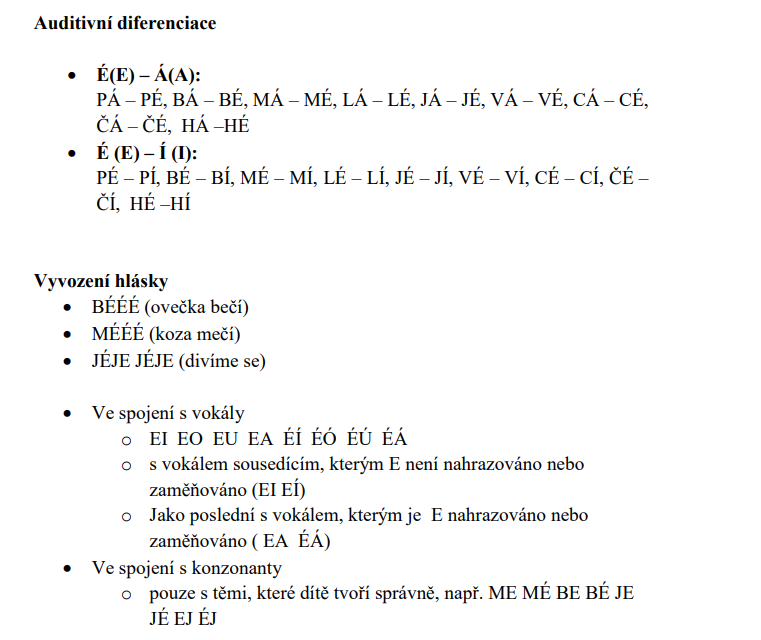 Auditivní diferenciace
• É(E) – Á(A):
PÁ – PÉ, BÁ – BÉ, MÁ – MÉ, LÁ – LÉ, JÁ – JÉ, VÁ – VÉ, CÁ – CÉ,
ČÁ – ČÉ,  HÁ –HÉ
• É (E) – Í (I):
PÉ – PÍ, BÉ – BÍ, MÉ – MÍ, LÉ – LÍ, JÉ – JÍ, VÉ – VÍ, CÉ – CÍ, ČÉ –
ČÍ,  HÉ –HÍ
Vyvození hlásky
• BÉÉÉ (ovečka bečí)
• MÉÉÉ (koza mečí)
• JÉJE JÉJE (divíme se)
• Ve spojení s vokály
o EI  EO  EU  EA  ÉÍ  ÉÓ  ÉÚ  ÉÁ
o s vokálem sousedícím, kterým E není nahrazováno nebo
zaměňováno (EI EÍ)
o Jako poslední s vokálem, kterým je  E nahrazováno nebo
zaměňováno ( EA  ÉÁ)
• Ve spojení s konzonanty
o pouze s těmi, které dítě tvoří správně, např. ME MÉ BE BÉ JE
JÉ EJ ÉJ